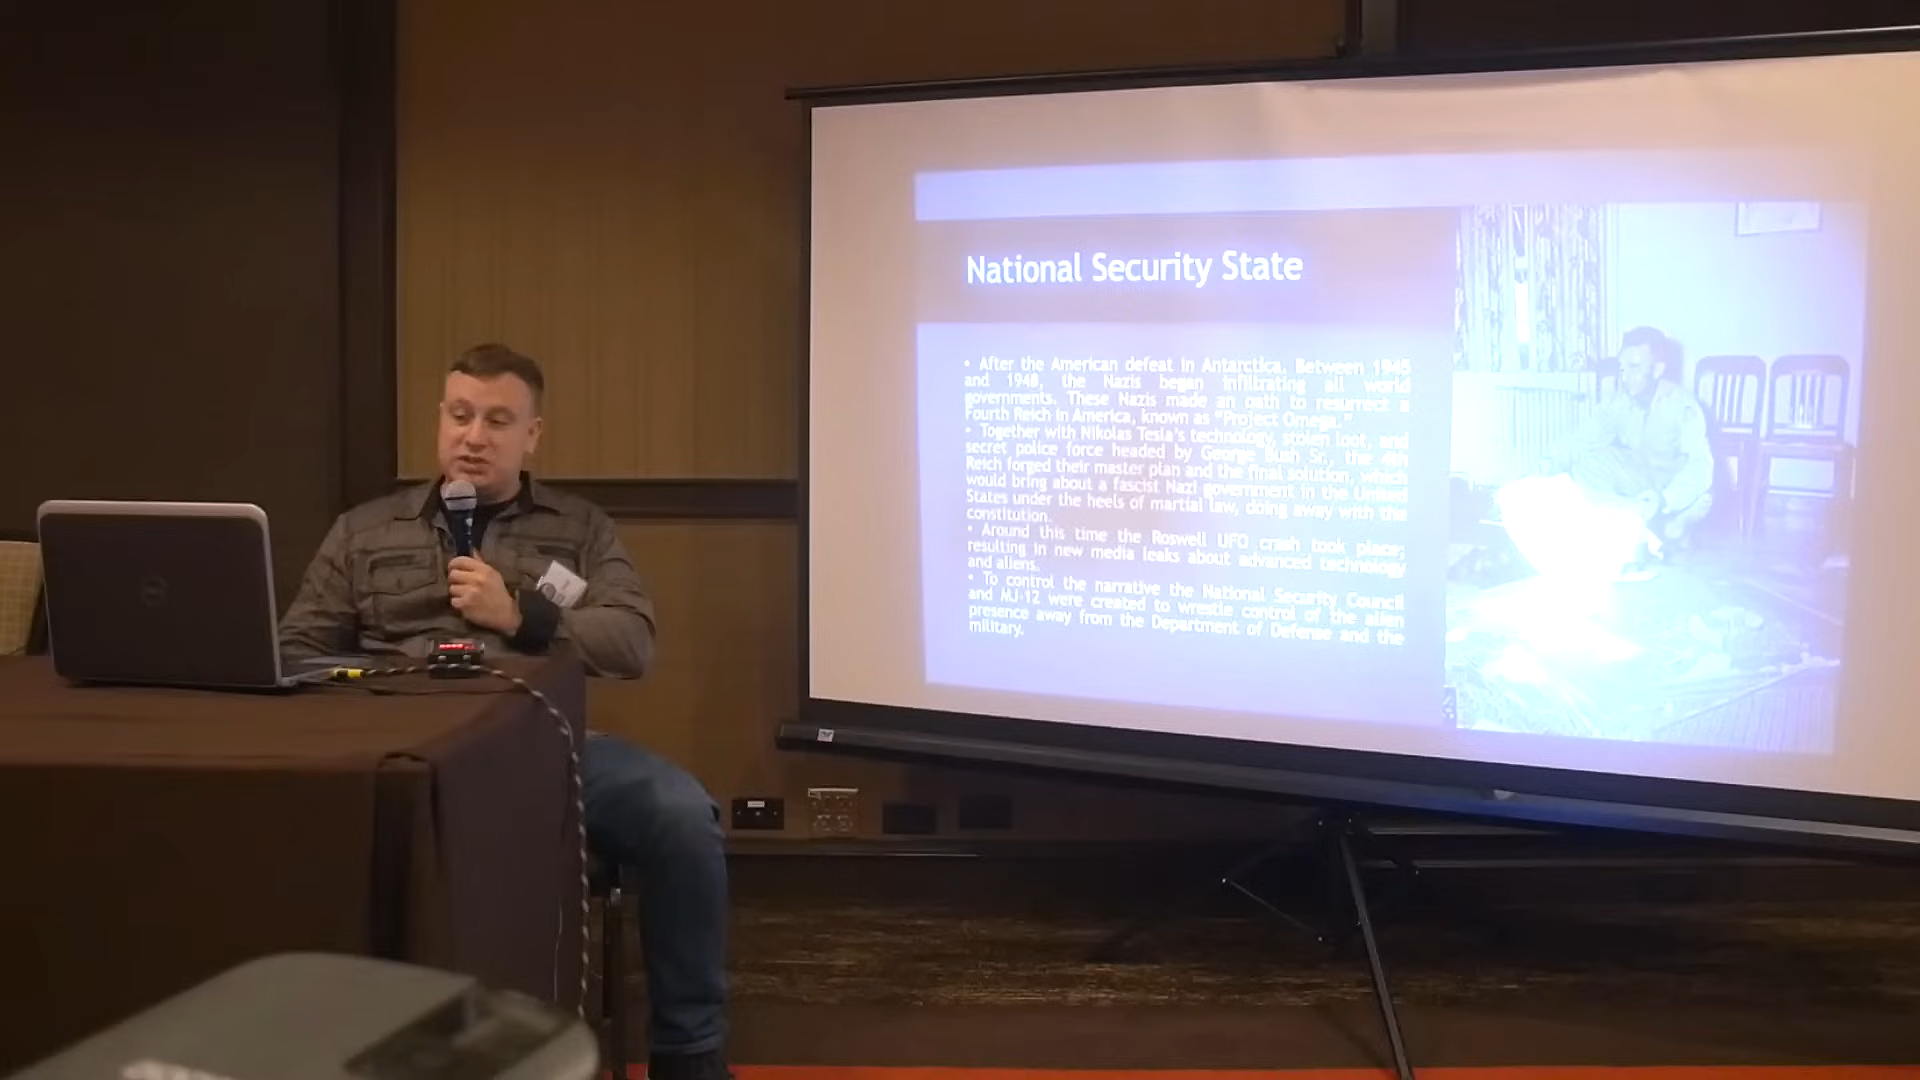 National Security State
• After the American defeat in Antarctica. Between 1945
and 1948, the Nazis began infiltrating all world
governments. These Nazis made an oath to resurrect a
Fourth Reich in America, known as "Project Omega."
• Together with Nikolas Tesla's technology, stolen loot, and
secret police force headed by George Bush Sr., the 4th
Reich forged their master plan and the final solution, which
would bring about a fascist Nazi government in the United
States under the heels of martial law, doing away with the
constitution.
• Around this time the Roswell UFO crash took place;
resulting in new media leaks about advanced technology
and aliens.
• To control the narrative the National Security Council
and MJ-12 were created to wrestle control of the alien
presence away from the Department of Defense and the
military.